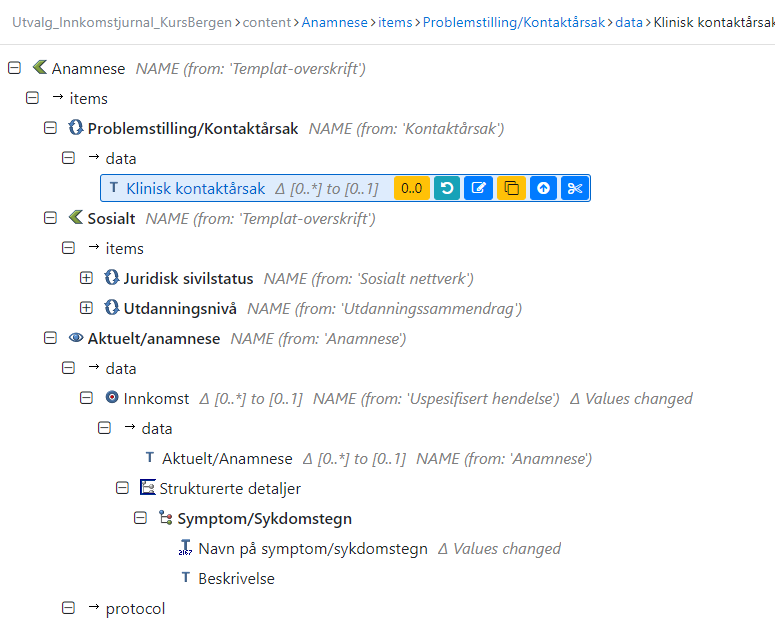 Utvalg_Innkomstjurnal_KursBergen > content > Anamnese > items > Problemstilling/Kontaktårsak > data > Klinisk kontaktårsak
Anamnese NAME (from: 'Templat-overskrift')
→ items
Problemstilling/Kontaktårsak NAME (from: 'Kontaktårsak')
→ data
T Klinisk kontaktårsak Δ [0..*] to [0..1] 0..0
Sosialt NAME (from: 'Templat-overskrift')
→ items
Juridisk sivilstatus NAME (from: 'Sosialt nettverk')
Utdanningsnivå NAME (from: 'Utdanningssammendrag')
Aktuelt/anamnese NAME (from: 'Anamnese')
→ data
Innkomst Δ [0..*] to [0..1] NAME (from: 'Uspesifisert hendelse') Δ Values changed
→ data
T Aktuelt/Anamnese Δ [0..*] to [0..1] NAME (from: 'Anamnese')
Strukturerte detaljer
Symptom/Sykdomstegn
Navn på symptom/sykdomstegn Δ Values changed
T Beskrivelse
→ protocol